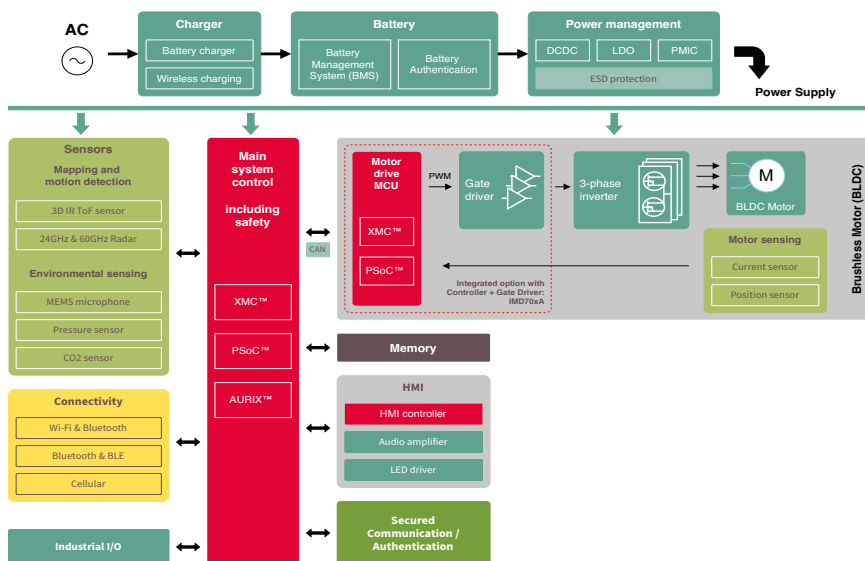 AC
Charger
Battery charger
Wireless charging
Battery
Battery
Management
System (BMS)
Battery
Authentication
Power management
DCDC
LDO
PMIC
ESD protection
Power Supply
Sensors
Mapping and
motion detection
3D IR ToF sensor
24GHz & 60GHz Radar
Environmental sensing
MEMS microphone
Pressure sensor
CO2 sensor
Connectivity
Wi-Fi & Bluetooth
Bluetooth & BLE
Cellular
Industrial I/O
Main
system
control
including
safety
XMC™
PSoC™
AURIX™
CAN
Motor
drive
MCU
XMC™
PSoC™
PWM
Gate
driver
3-phase
inverter
M
BLDC Motor
Motor sensing
Current sensor
Position sensor
Integrated option with
Controller + Gate Driver:
IMD70xA
Brushless Motor (BLDC)
Memory
HMI
HMI controller
Audio amplifier
LED driver
Secured
Communication /
Authentication